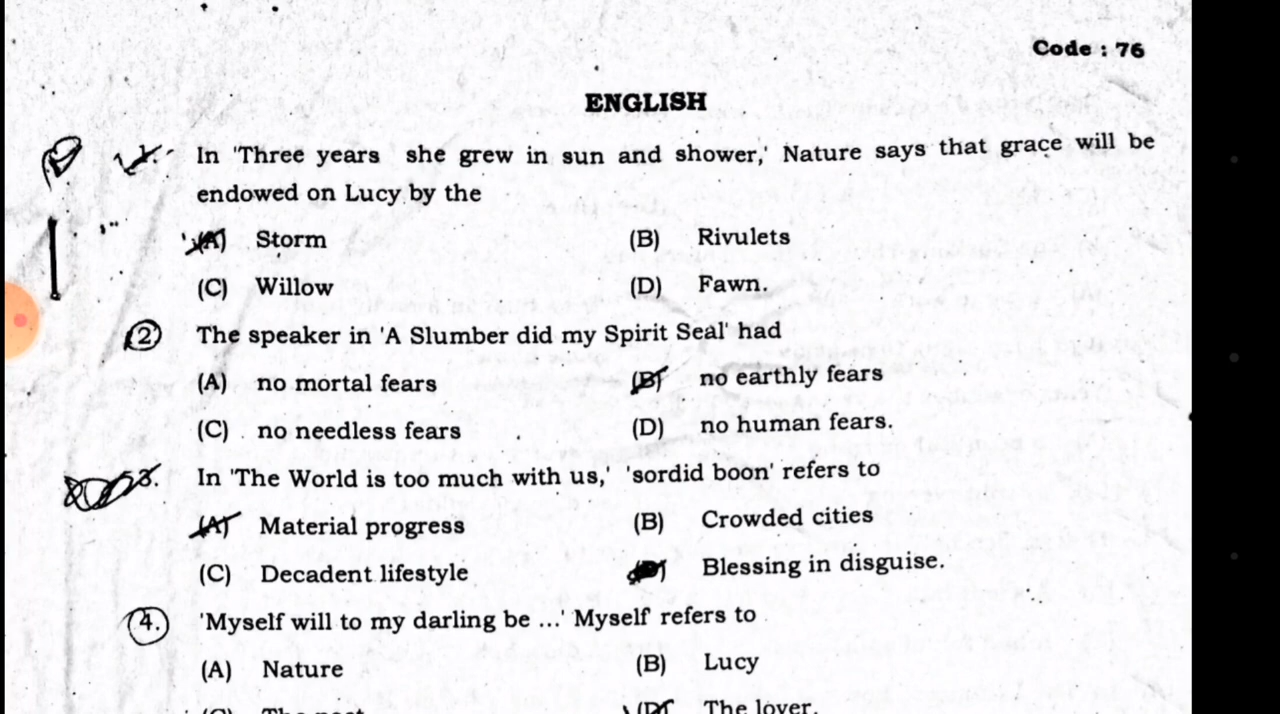 Code : 76
ENGLISH
1. In 'Three years she grew in sun and shower,' Nature says that grace will be
endowed on Lucy by the
(A) Storm (B) Rivulets
(C) Willow (D) Fawn.
2 The speaker in 'A Slumber did my Spirit Seal' had
(A) no mortal fears (B) no earthly fears
(C) no needless fears (D) no human fears.
3. In 'The World is too much with us,' 'sordid boon' refers to
(A) Material progress (B) Crowded cities
(C) Decadent lifestyle (D) Blessing in disguise.
4. 'Myself will to my darling be ...' Myself refers to
(A) Nature (B) Lucy
(C) The poet (D) The lover.